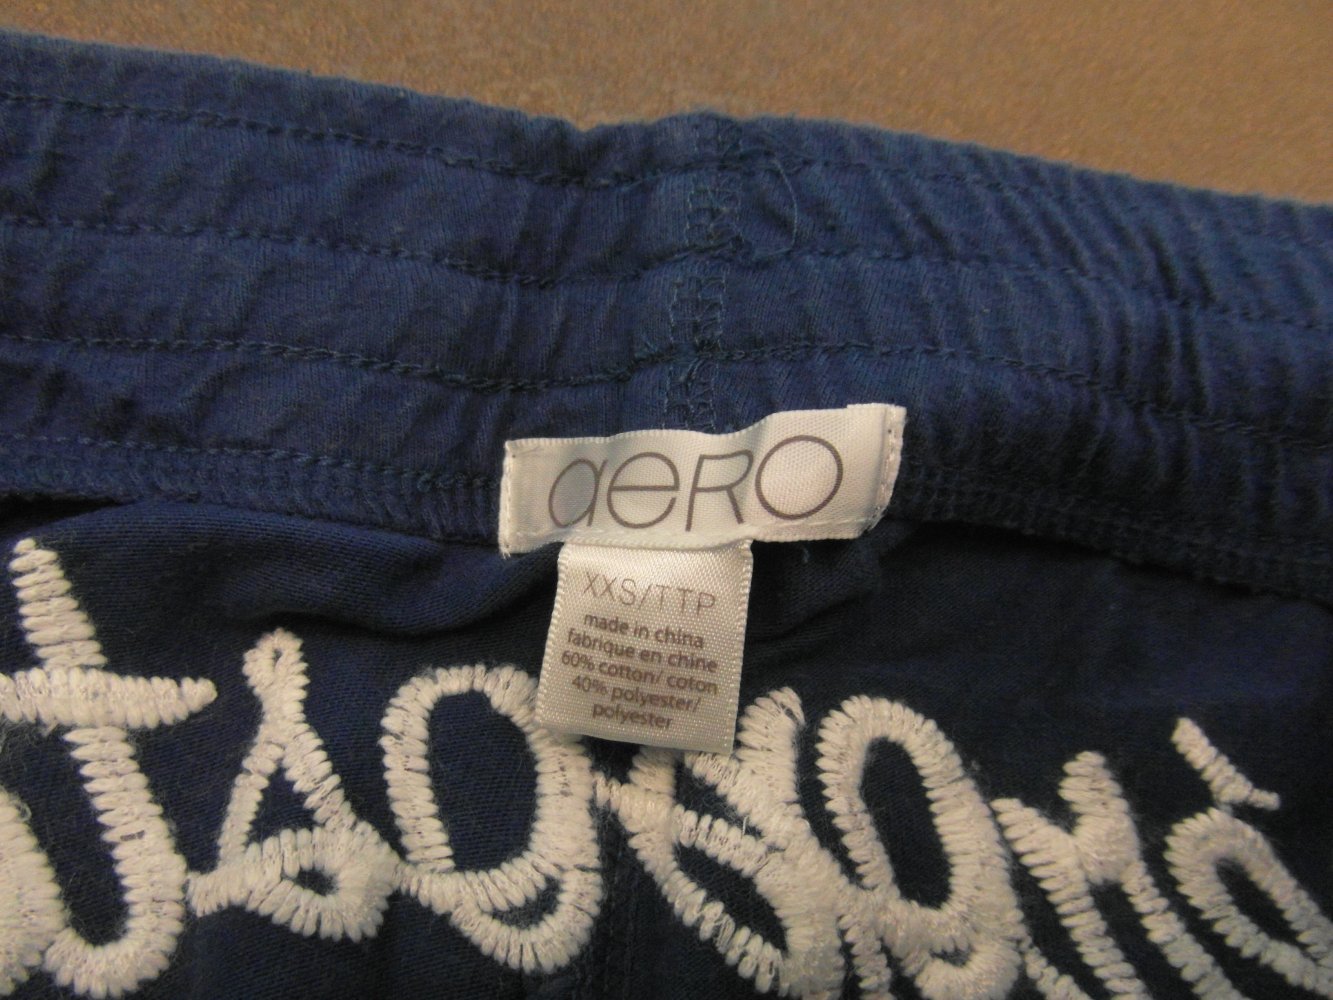 aero
XXS/TTP
made in china
fabrique en chine
60% cotton/ coton
40% polyester/
polyester